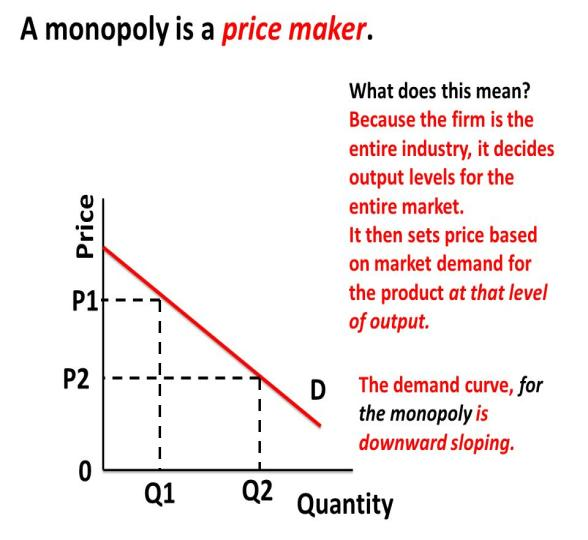 A monopoly is a price maker.
What does this mean?
Because the firm is the
entire industry, it decides
output levels for the
entire market.
It then sets price based
on market demand for
the product at that level
of output.
Price
P1
P2
D
The demand curve, for
the monopoly is
downward sloping.
0
Q1
Q2
Quantity